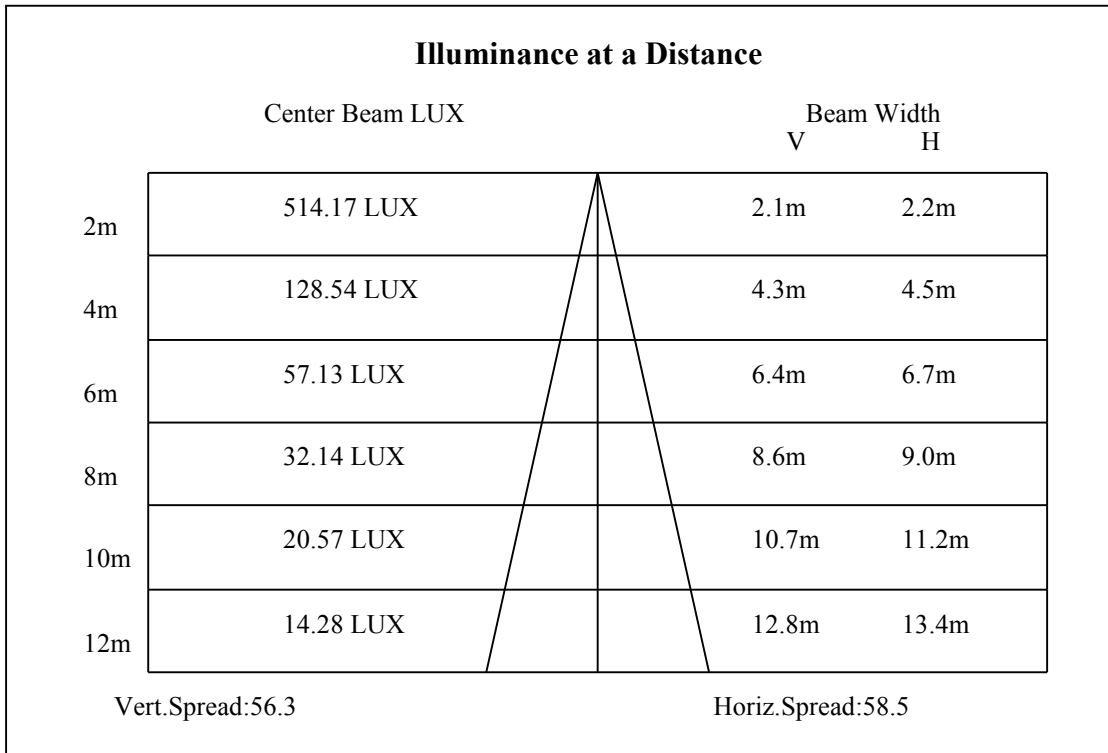 Illuminance at a Distance
Center Beam LUX Beam Width
V H
2m 514.17 LUX 2.1m 2.2m
4m 128.54 LUX 4.3m 4.5m
6m 57.13 LUX 6.4m 6.7m
8m 32.14 LUX 8.6m 9.0m
10m 20.57 LUX 10.7m 11.2m
12m 14.28 LUX 12.8m 13.4m
Vert.Spread:56.3 Horiz.Spread:58.5